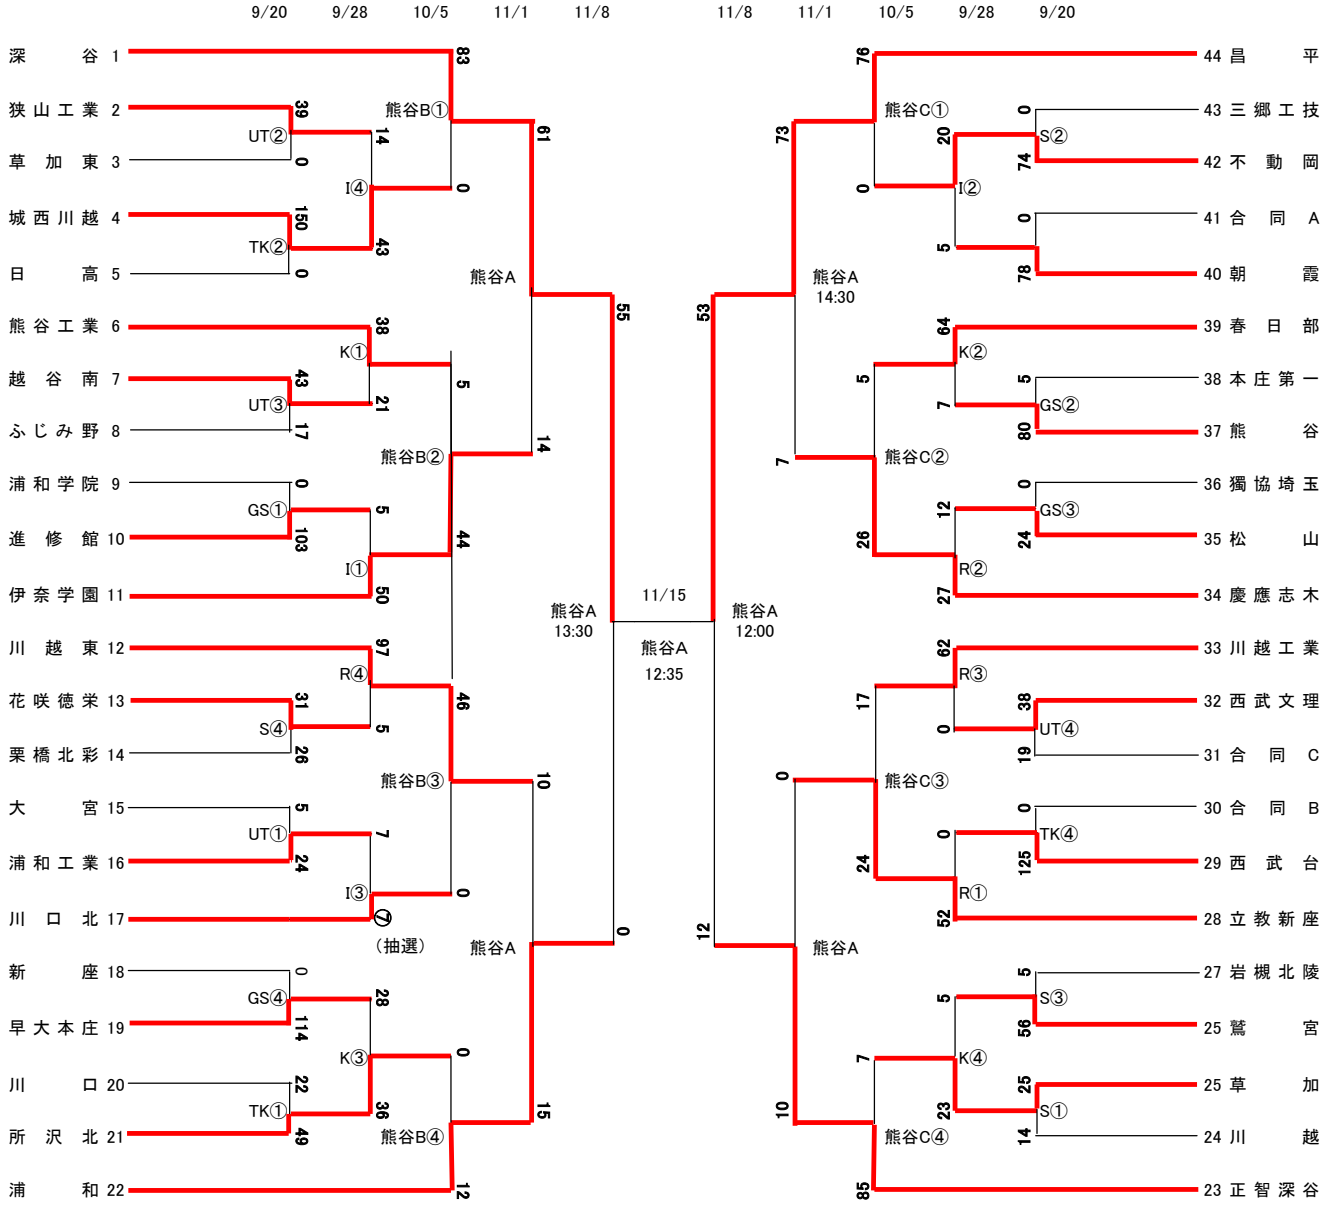 9/20 9/28 10/5 11/1 11/8 11/8 11/1 10/5 9/28 9/20
深谷 1 83 76 44 昌平
狭山工業 2 39 熊谷B① 熊谷C① 0 43 三郷工技
UT② 14 61 73 20 S②
草加東 3 0 74 42 不動岡
I④ 0 0 I②
城西川越 4 150 0 41 合同A
TK② 43 5
日高 5 0 熊谷A 熊谷A 78 40 朝霞
14:30
55 53
熊谷工業 6 38 64 39 春日部
K① K②
越谷南 7 43 5 5 5 38 本庄第一
UT③ 21 7 GS②
ふじみ野 8 17 80 37 熊谷
14 7
熊谷B② 熊谷C②
浦和学院 9 0 0 36 獨協埼玉
GS① 5 12 GS③
進修館 10 103 44 26 24 35 松山
I① R②
伊奈学園 11 50 27 34 慶應志木
11/15
熊谷A 熊谷A
13:30 12:00
川越東 12 97 熊谷A 62 33 川越工業
R④ 12:35 R③
花咲徳栄 13 31 46 17 38 32 西武文理
S④ 5 0 UT④
栗橋北彩 14 26 19 31 合同C
熊谷B③ 10 0 熊谷C③
大宮 15 5 0 30 合同B
UT① 7 0 TK④
浦和工業 16 24 24 125 29 西武台
I③ 0 R①
川口北 17 ⑦ 52 28 立教新座
(抽選) 0 12
熊谷A 熊谷A
新座 18 0 5 27 岩槻北陵
GS④ 28 5 S③
早大本庄 19 114 56 25 鷲宮
K③ 0 7 K④
川口 20 22 25 25 草加
TK① 36 15 10 23 S①
所沢北 21 49 熊谷B④ 熊谷C④ 14 24 川越
浦和 22 12 85 23 正智深谷